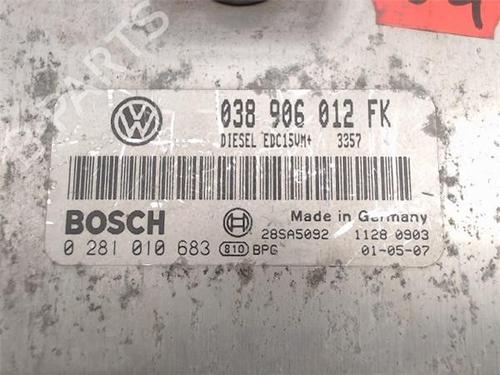 038 906 012 FK
DIESEL EDC15VM+ 3357
BOSCH
Made in Germany
0 281 010 683 810 BPG
28SA5092 1128 0903
01-05-07